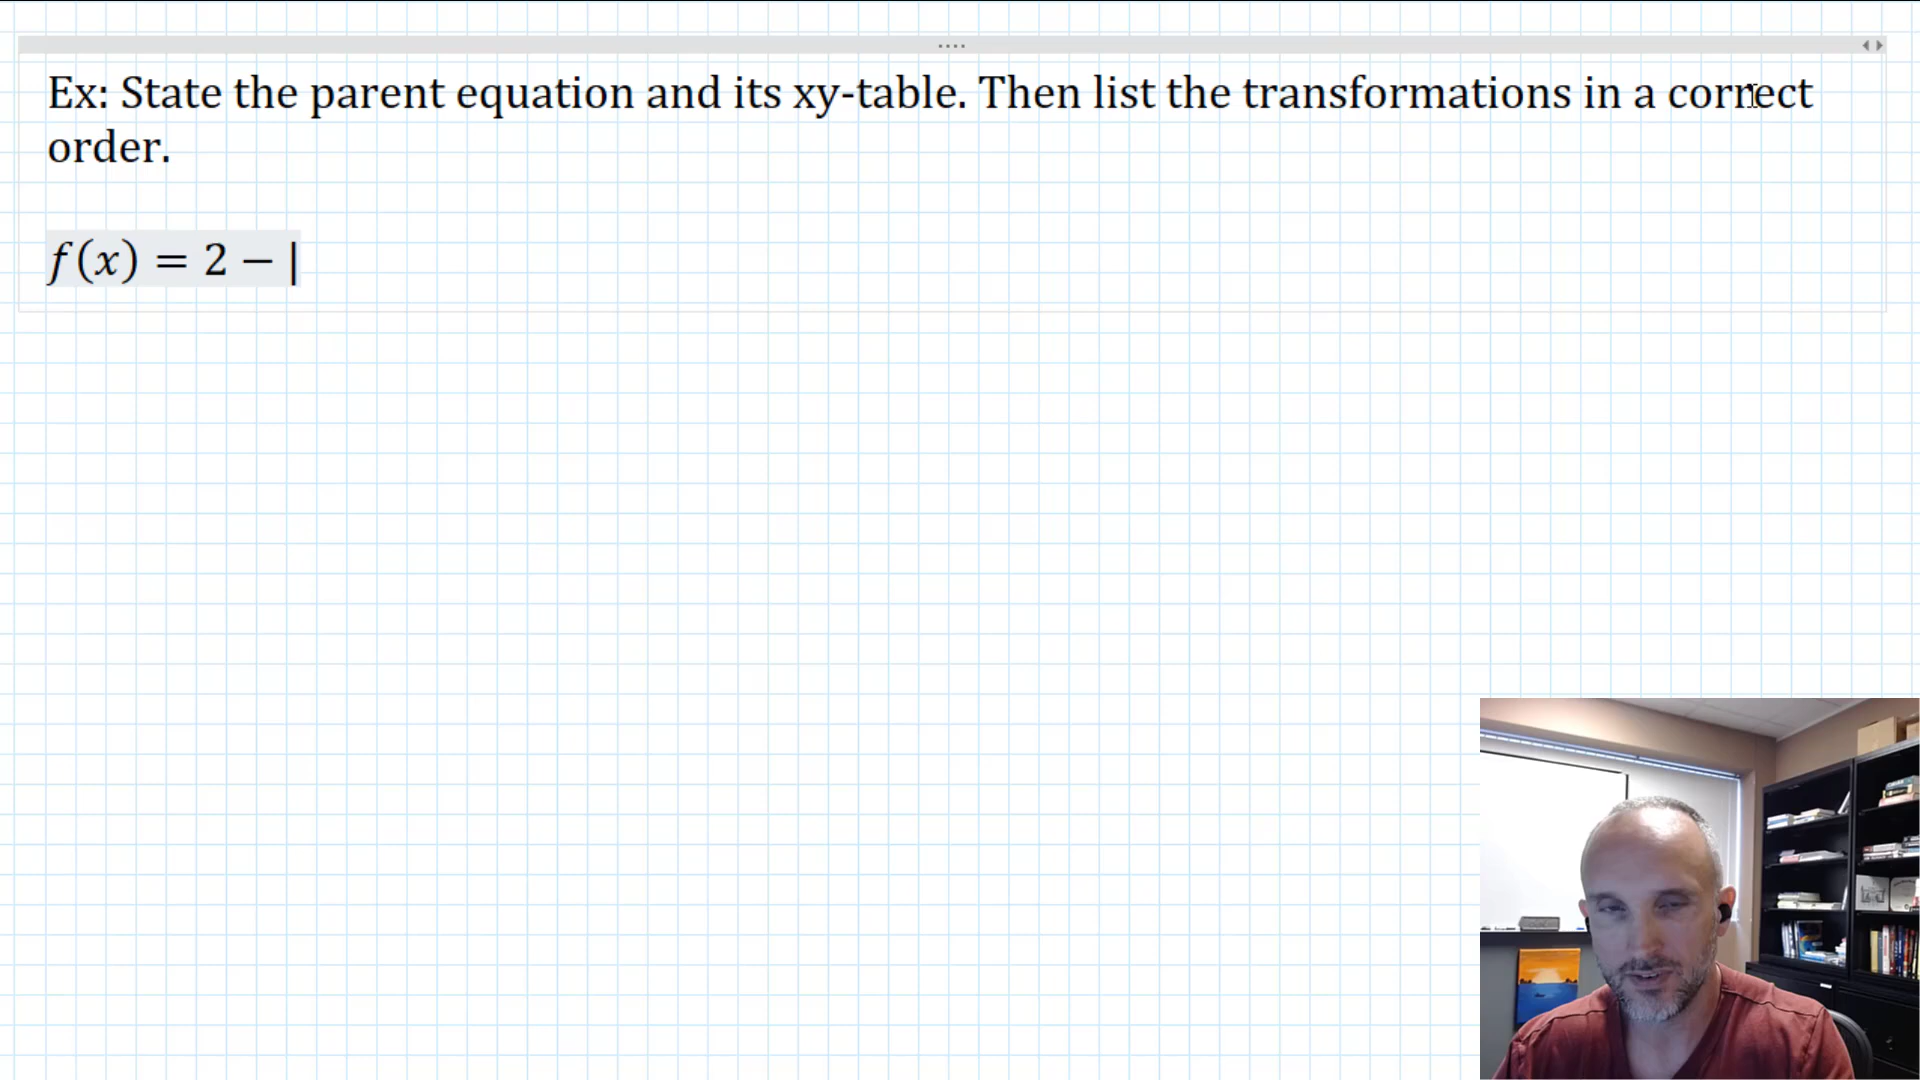 Ex: State the parent equation and its xy-table. Then list the transformations in a correct
order.
f(x) = 2 − |